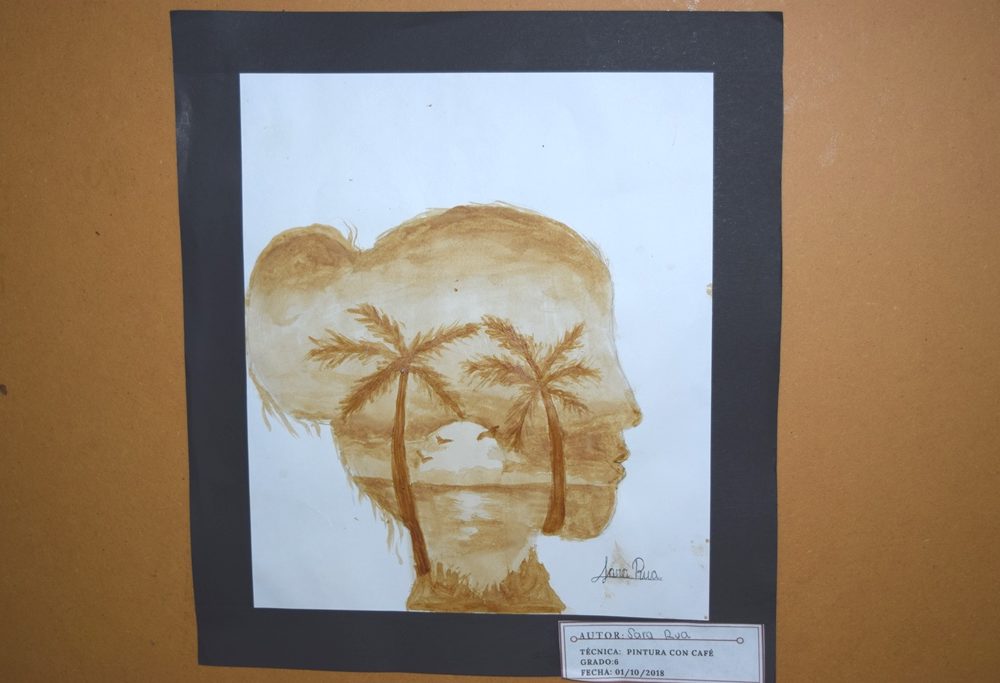 Sara Rua
AUTOR: Sara Rua
TÉCNICA: PINTURA CON CAFÉ
GRADO:6
FECHA: 01/10/2018